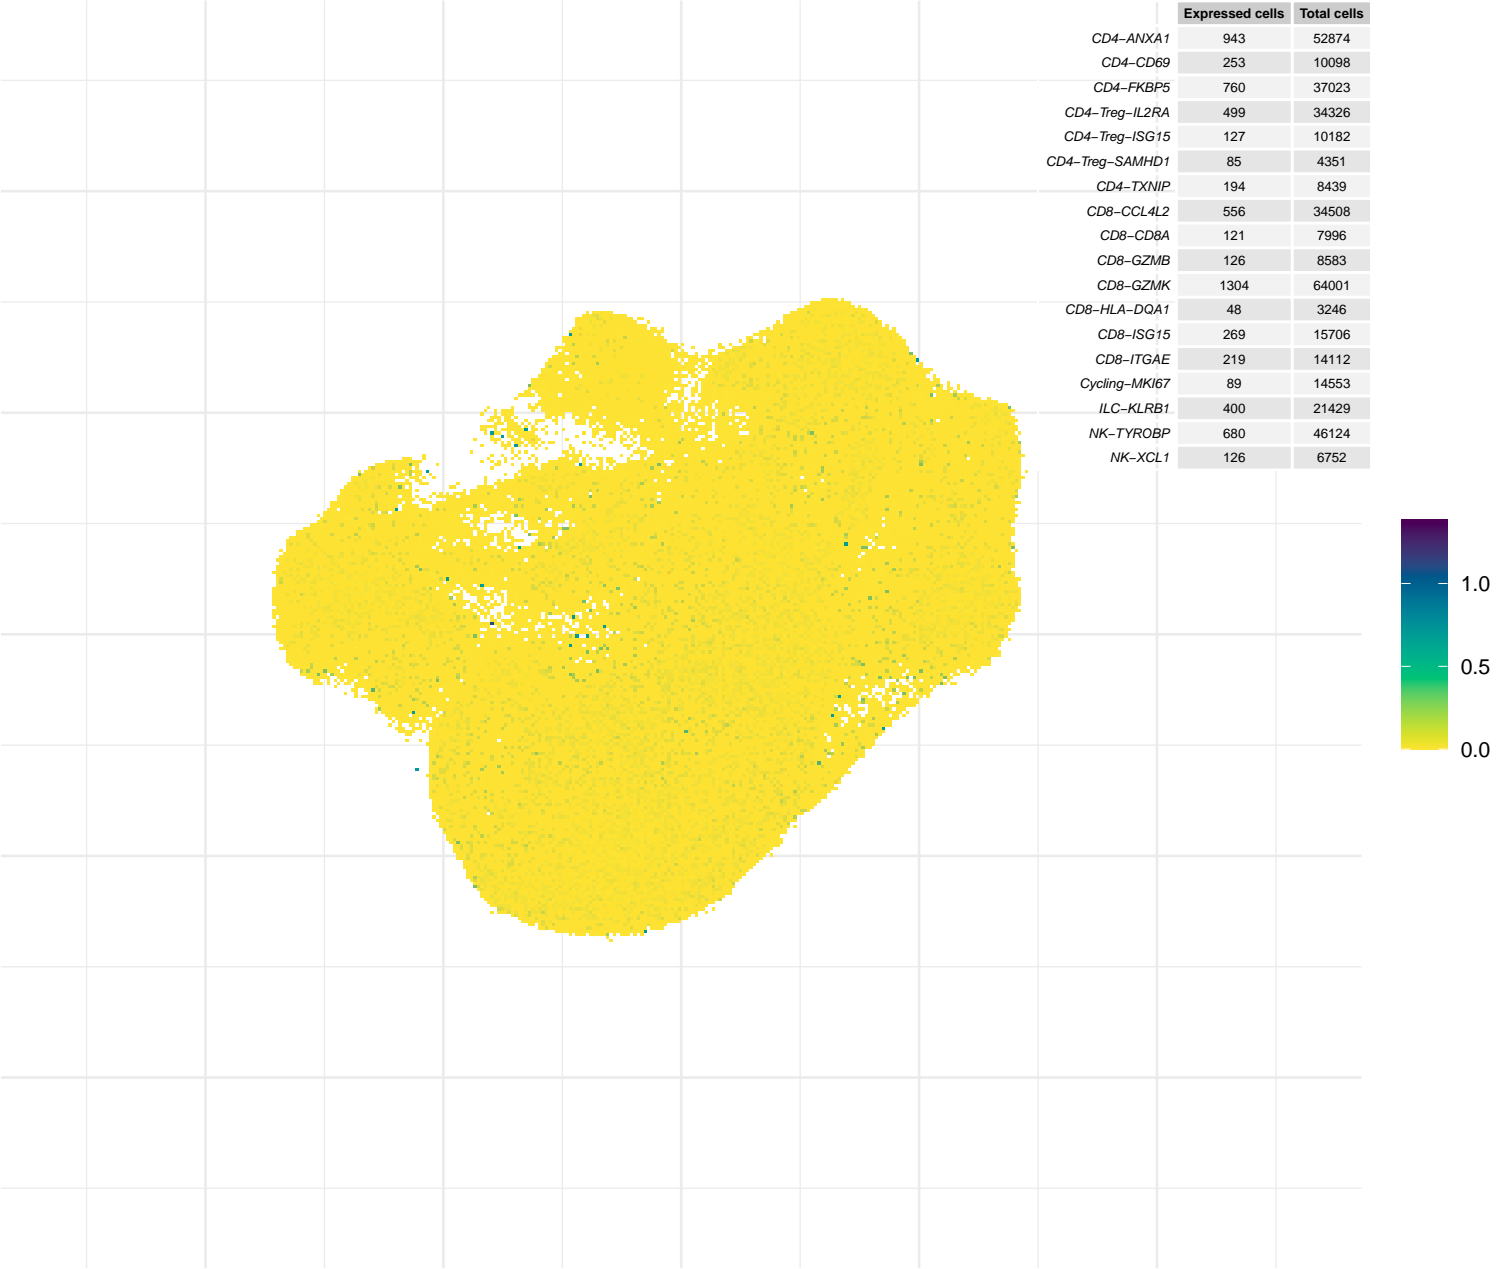 Expressed cells Total cells
CD4−ANXA1 943 52874
CD4−CD69 253 10098
CD4−FKBP5 760 37023
CD4−Treg−IL2RA 499 34326
CD4−Treg−ISG15 127 10182
CD4−Treg−SAMHD1 85 4351
CD4−TXNIP 194 8439
CD8−CCL4L2 556 34508
CD8−CD8A 121 7996
CD8−GZMB 126 8583
CD8−GZMK 1304 64001
CD8−HLA−DQA1 48 3246
CD8−ISG15 269 15706
CD8−ITGAE 219 14112
Cycling−MKI67 89 14553
ILC−KLRB1 400 21429
NK−TYROBP 680 46124
NK−XCL1 126 6752
1.0
0.5
0.0